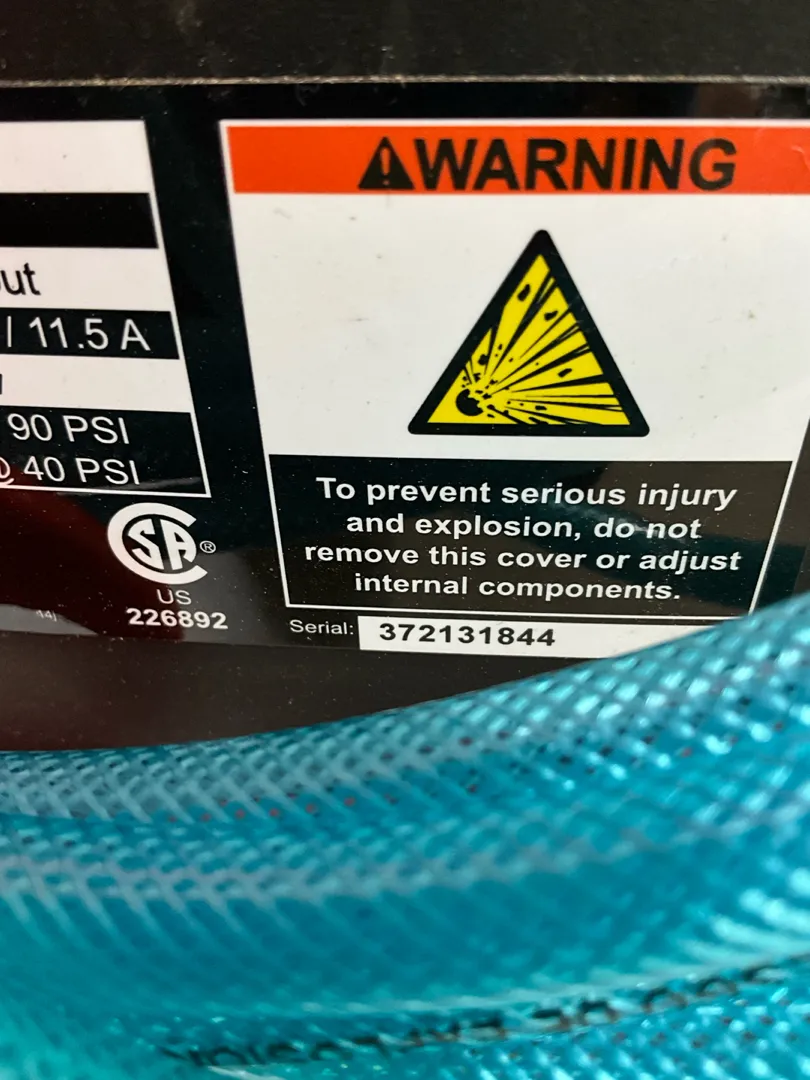 ut
/ 11.5 A
90 PSI
40 PSI
SA®
US
226892
WARNING
To prevent serious injury
and explosion, do not
remove this cover or adjust
internal components.
Serial: 372131844